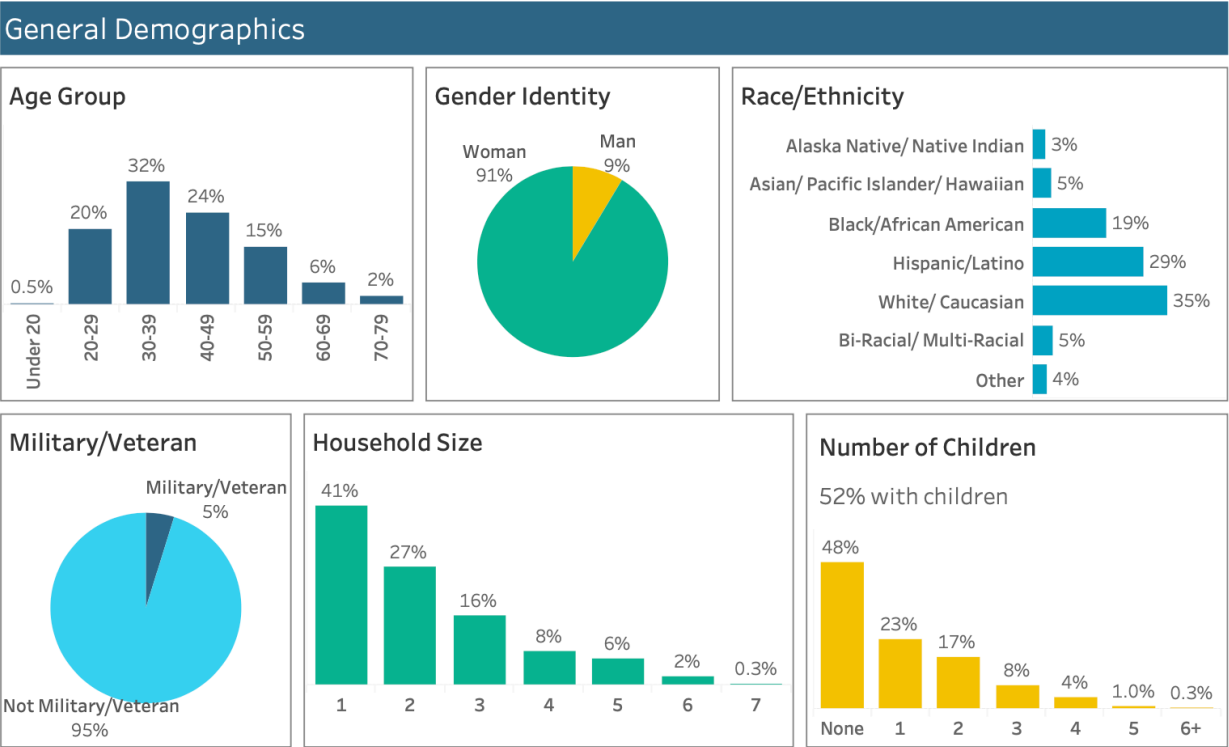 General Demographics
Age Group
32%
24%
20%
15%
6%
2%
0.5%
Under 20
20-29
30-39
40-49
50-59
60-69
70-79
Gender Identity
Man
9%
Woman
91%
Race/Ethnicity
Alaska Native/ Native Indian 3%
Asian/ Pacific Islander/ Hawaiian 5%
Black/African American 19%
Hispanic/Latino 29%
White/ Caucasian 35%
Bi-Racial/ Multi-Racial 5%
Other 4%
Military/Veteran
Military/Veteran
5%
Not Military/Veteran
95%
Household Size
41%
27%
16%
8%
6%
2%
0.3%
1 2 3 4 5 6 7
Number of Children
52% with children
48%
23%
17%
8%
4%
1.0%
0.3%
None 1 2 3 4 5 6+